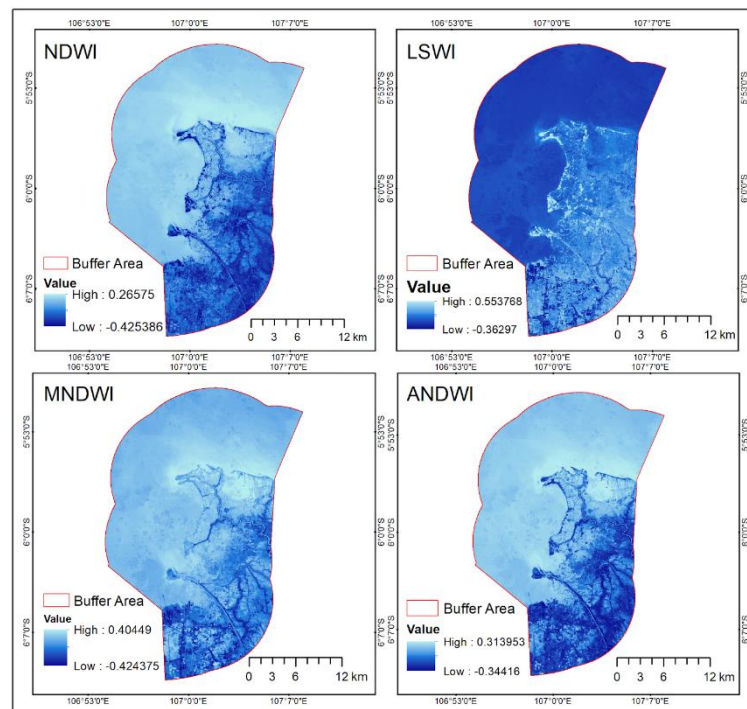 106°53'0"E 107°0'0"E 107°7'0"E
NDWI
5°53'0"S
6°0'0"S
6°7'0"S
Buffer Area
Value
High : 0.26575
Low : -0.425386
0 3 6 12 km
106°53'0"E 107°0'0"E 107°7'0"E
106°53'0"E 107°0'0"E 107°7'0"E
LSWI
5°53'0"S
6°0'0"S
6°7'0"S
Buffer Area
Value
High : 0.553768
Low : -0.36297
0 3 6 12 km
106°53'0"E 107°0'0"E 107°7'0"E
MNDWI
5°53'0"S
6°0'0"S
6°7'0"S
Buffer Area
Value
High : 0.40449
Low : -0.424375
0 3 6 12 km
106°53'0"E 107°0'0"E 107°7'0"E
ANDWI
5°53'0"S
6°0'0"S
6°7'0"S
Buffer Area
Value
High : 0.313953
Low : -0.34416
0 3 6 12 km
106°53'0"E 107°0'0"E 107°7'0"E